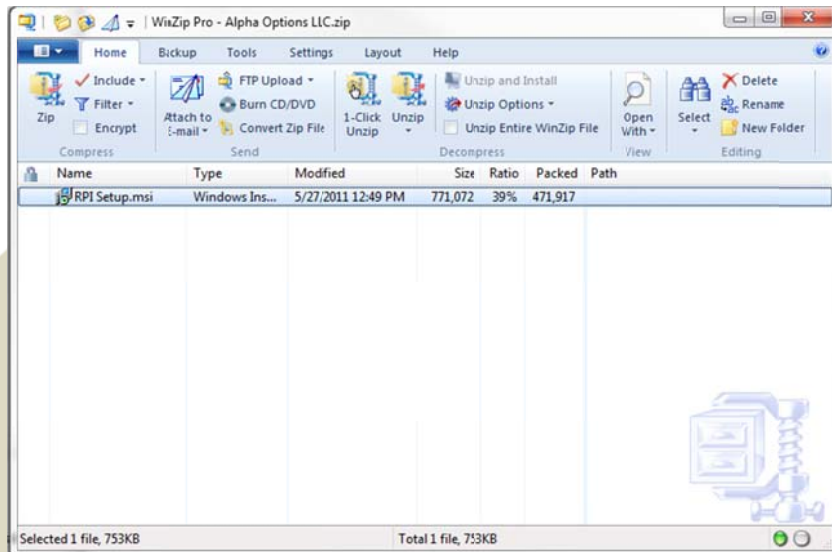 WinZip Pro - Alpha Options LLC.zip
Home Backup Tools Settings Layout Help
Zip
Include
Filter
Encrypt
Compress
Attach to E-mail
FTP Upload
Burn CD/DVD
Convert Zip File
Send
1-Click Unzip
Unzip
Unzip and Install
Unzip Options
Unzip Entire WinZip File
Decompress
Open With
View
Select
Delete
Rename
New Folder
Editing
Name Type Modified Size Ratio Packed Path
RPI Setup.msi Windows Ins... 5/27/2011 12:49 PM 771,072 39% 471,917
Selected 1 file, 753KB
Total 1 file, 753KB